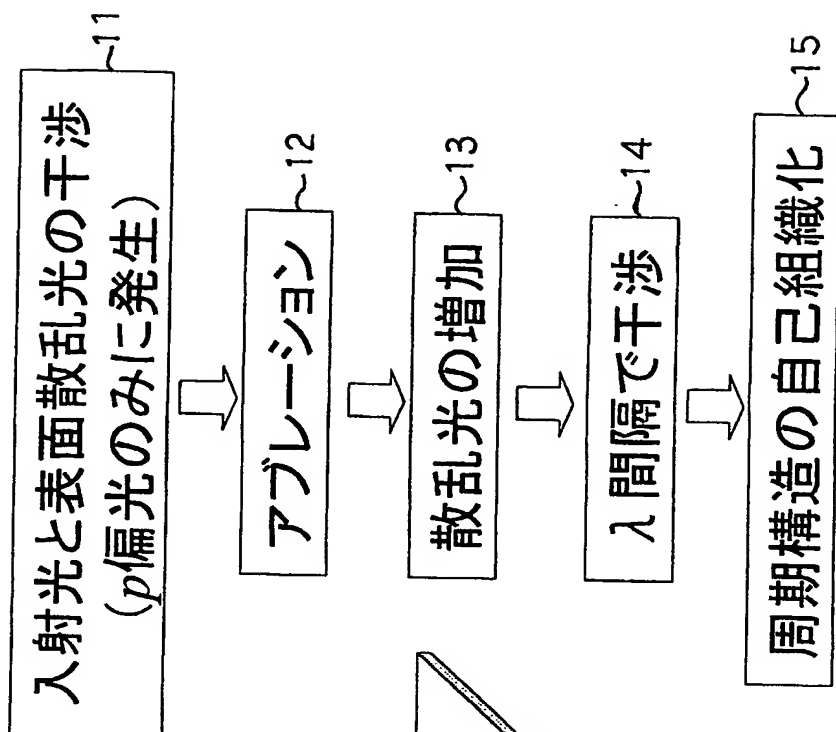 入射光と表面散乱光の干渉
(p偏光のみに発生)
11
アブレーション
12
散乱光の増加
13
λ間隔で干渉
14
周期構造の自己組織化
15